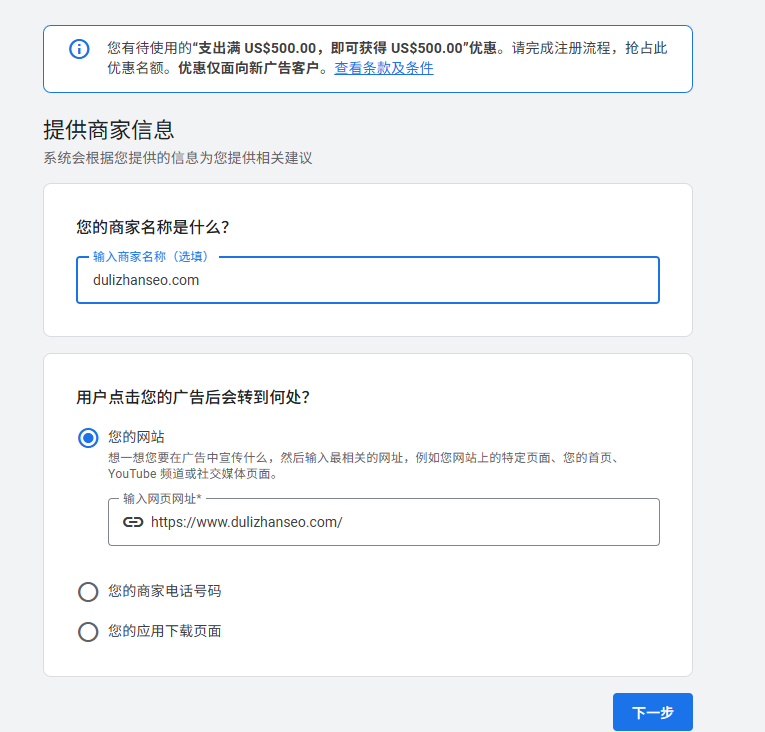 您有待使用的“支出满 US$500.00，即可获得 US$500.00”优惠。请完成注册流程，抢占此
优惠名额。优惠仅面向新广告客户。查看条款及条件
提供商家信息
系统会根据您提供的信息为您提供相关建议
您的商家名称是什么？
输入商家名称（选填）
dulizhanseo.com
用户点击您的广告后会转到何处？
您的网站
想一想您要在广告中宣传什么，然后输入最相关的网址，例如您网站上的特定页面、您的首页、
YouTube 频道或社交媒体页面。
输入网页网址*
https://www.dulizhanseo.com/
您的商家电话号码
您的应用下载页面
下一步